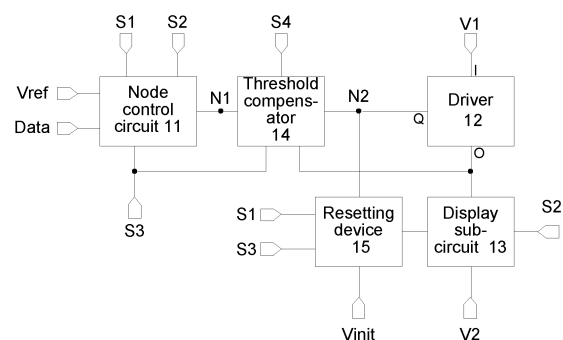 S1
S2
S4
V1
Vref
Data
Node
control
circuit 11
N1
Threshold
compens-
ator
14
N2
I
Driver
12
Q
O
S3
S1
S3
Resetting
device
15
Display
sub-
circuit 13
S2
Vinit
V2